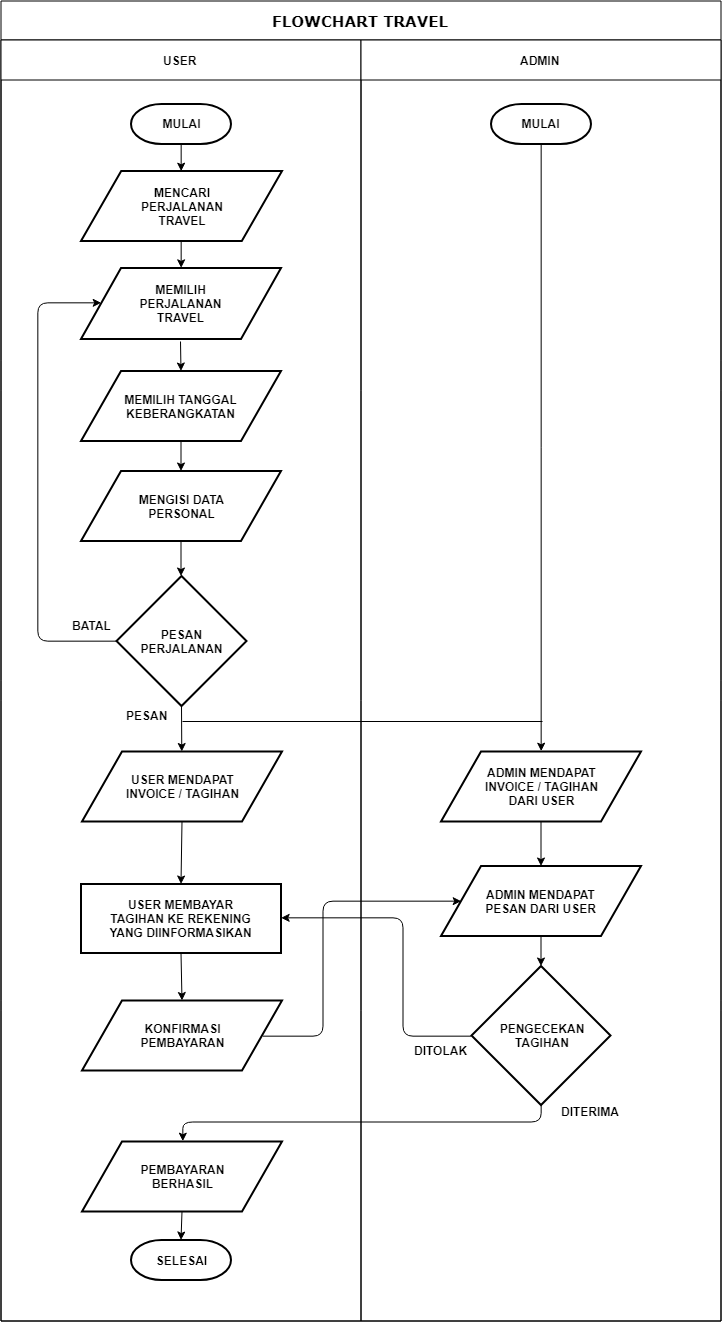 FLOWCHART TRAVEL
USER
ADMIN
MULAI
MULAI
MENCARI
PERJALANAN
TRAVEL
MEMILIH
PERJALANAN
TRAVEL
MEMILIH TANGGAL
KEBERANGKATAN
MENGISI DATA
PERSONAL
BATAL
PESAN
PERJALANAN
PESAN
USER MENDAPAT
INVOICE / TAGIHAN
ADMIN MENDAPAT
INVOICE / TAGIHAN
DARI USER
USER MEMBAYAR
TAGIHAN KE REKENING
YANG DIINFORMASIKAN
ADMIN MENDAPAT
PESAN DARI USER
KONFIRMASI
PEMBAYARAN
PENGECEKAN
TAGIHAN
DITOLAK
DITERIMA
PEMBAYARAN
BERHASIL
SELESAI